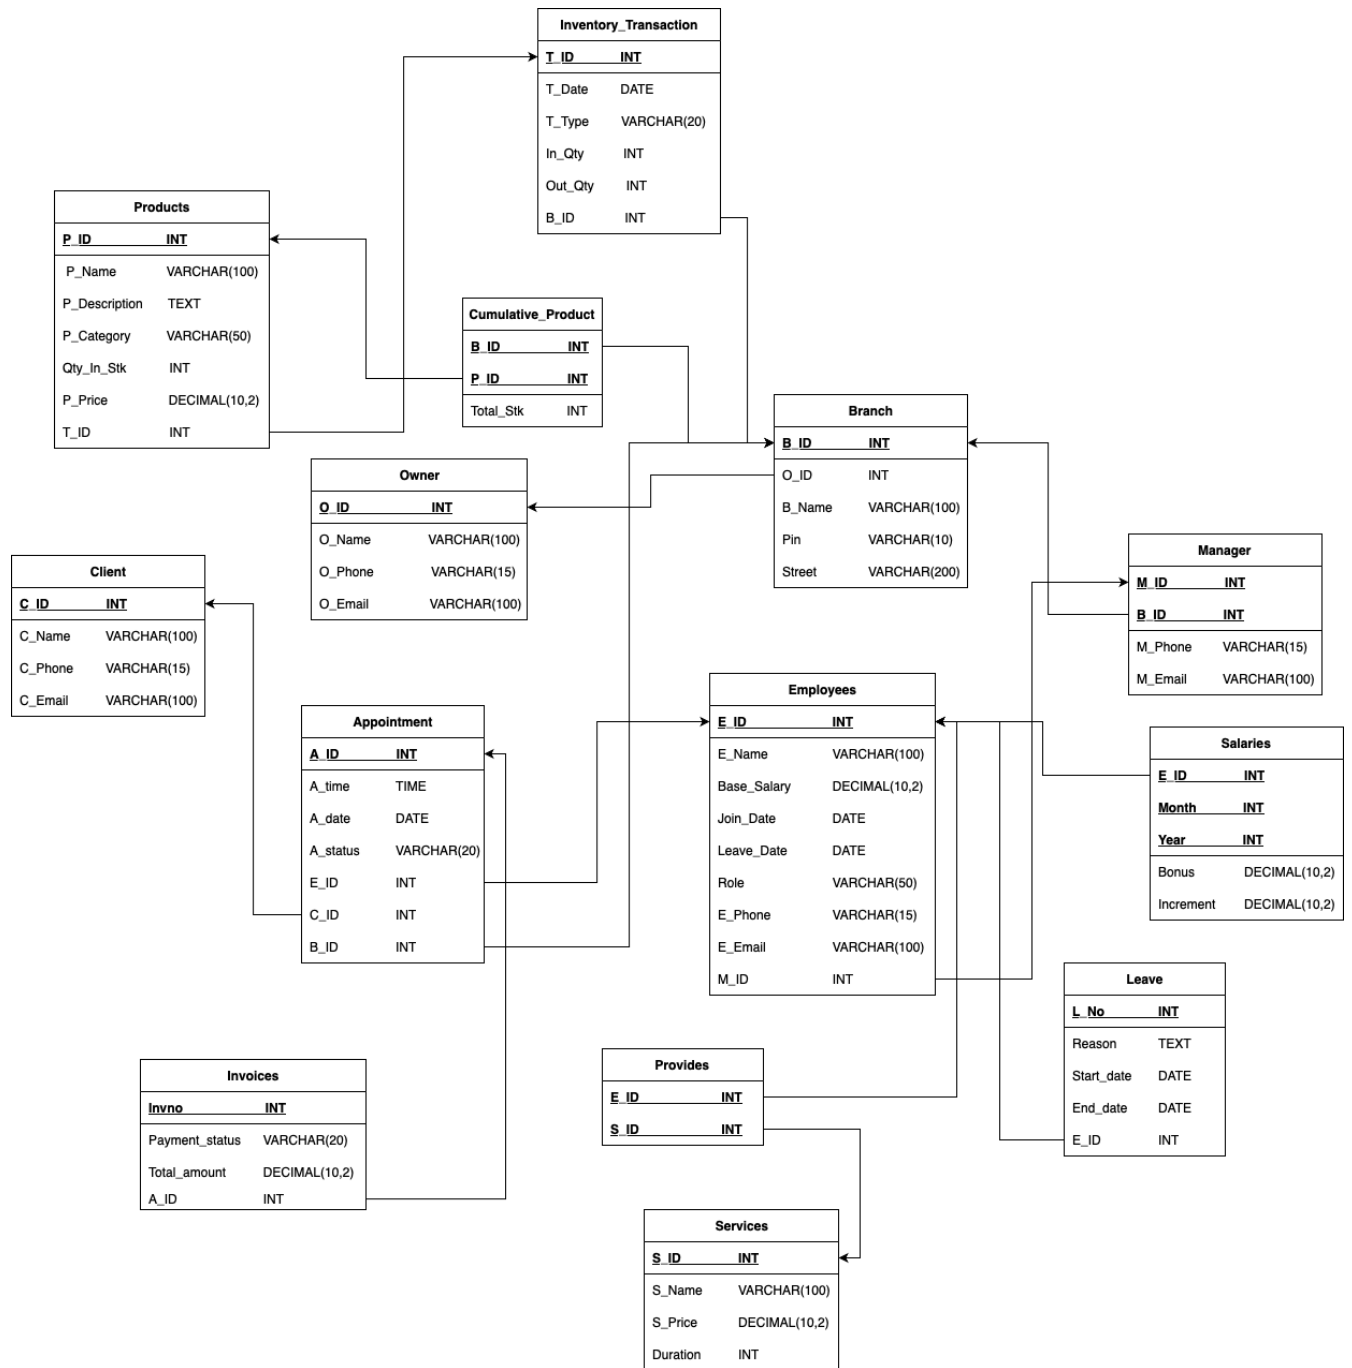 Inventory_Transaction
T_ID INT
T_Date DATE
T_Type VARCHAR(20)
In_Qty INT
Out_Qty INT
B_ID INT
Products
P_ID INT
P_Name VARCHAR(100)
P_Description TEXT
P_Category VARCHAR(50)
Qty_In_Stk INT
P_Price DECIMAL(10,2)
T_ID INT
Cumulative_Product
B_ID INT
P_ID INT
Total_Stk INT
Branch
B_ID INT
O_ID INT
B_Name VARCHAR(100)
Pin VARCHAR(10)
Street VARCHAR(200)
Owner
O_ID INT
O_Name VARCHAR(100)
O_Phone VARCHAR(15)
O_Email VARCHAR(100)
Manager
M_ID INT
B_ID INT
M_Phone VARCHAR(15)
M_Email VARCHAR(100)
Client
C_ID INT
C_Name VARCHAR(100)
C_Phone VARCHAR(15)
C_Email VARCHAR(100)
Employees
E_ID INT
E_Name VARCHAR(100)
Base_Salary DECIMAL(10,2)
Join_Date DATE
Leave_Date DATE
Role VARCHAR(50)
E_Phone VARCHAR(15)
E_Email VARCHAR(100)
M_ID INT
Appointment
A_ID INT
A_time TIME
A_date DATE
A_status VARCHAR(20)
E_ID INT
C_ID INT
B_ID INT
Salaries
E_ID INT
Month INT
Year INT
Bonus DECIMAL(10,2)
Increment DECIMAL(10,2)
Leave
L_No INT
Reason TEXT
Start_date DATE
End_date DATE
E_ID INT
Invoices
Invno INT
Payment_status VARCHAR(20)
Total_amount DECIMAL(10,2)
A_ID INT
Provides
E_ID INT
S_ID INT
Services
S_ID INT
S_Name VARCHAR(100)
S_Price DECIMAL(10,2)
Duration INT